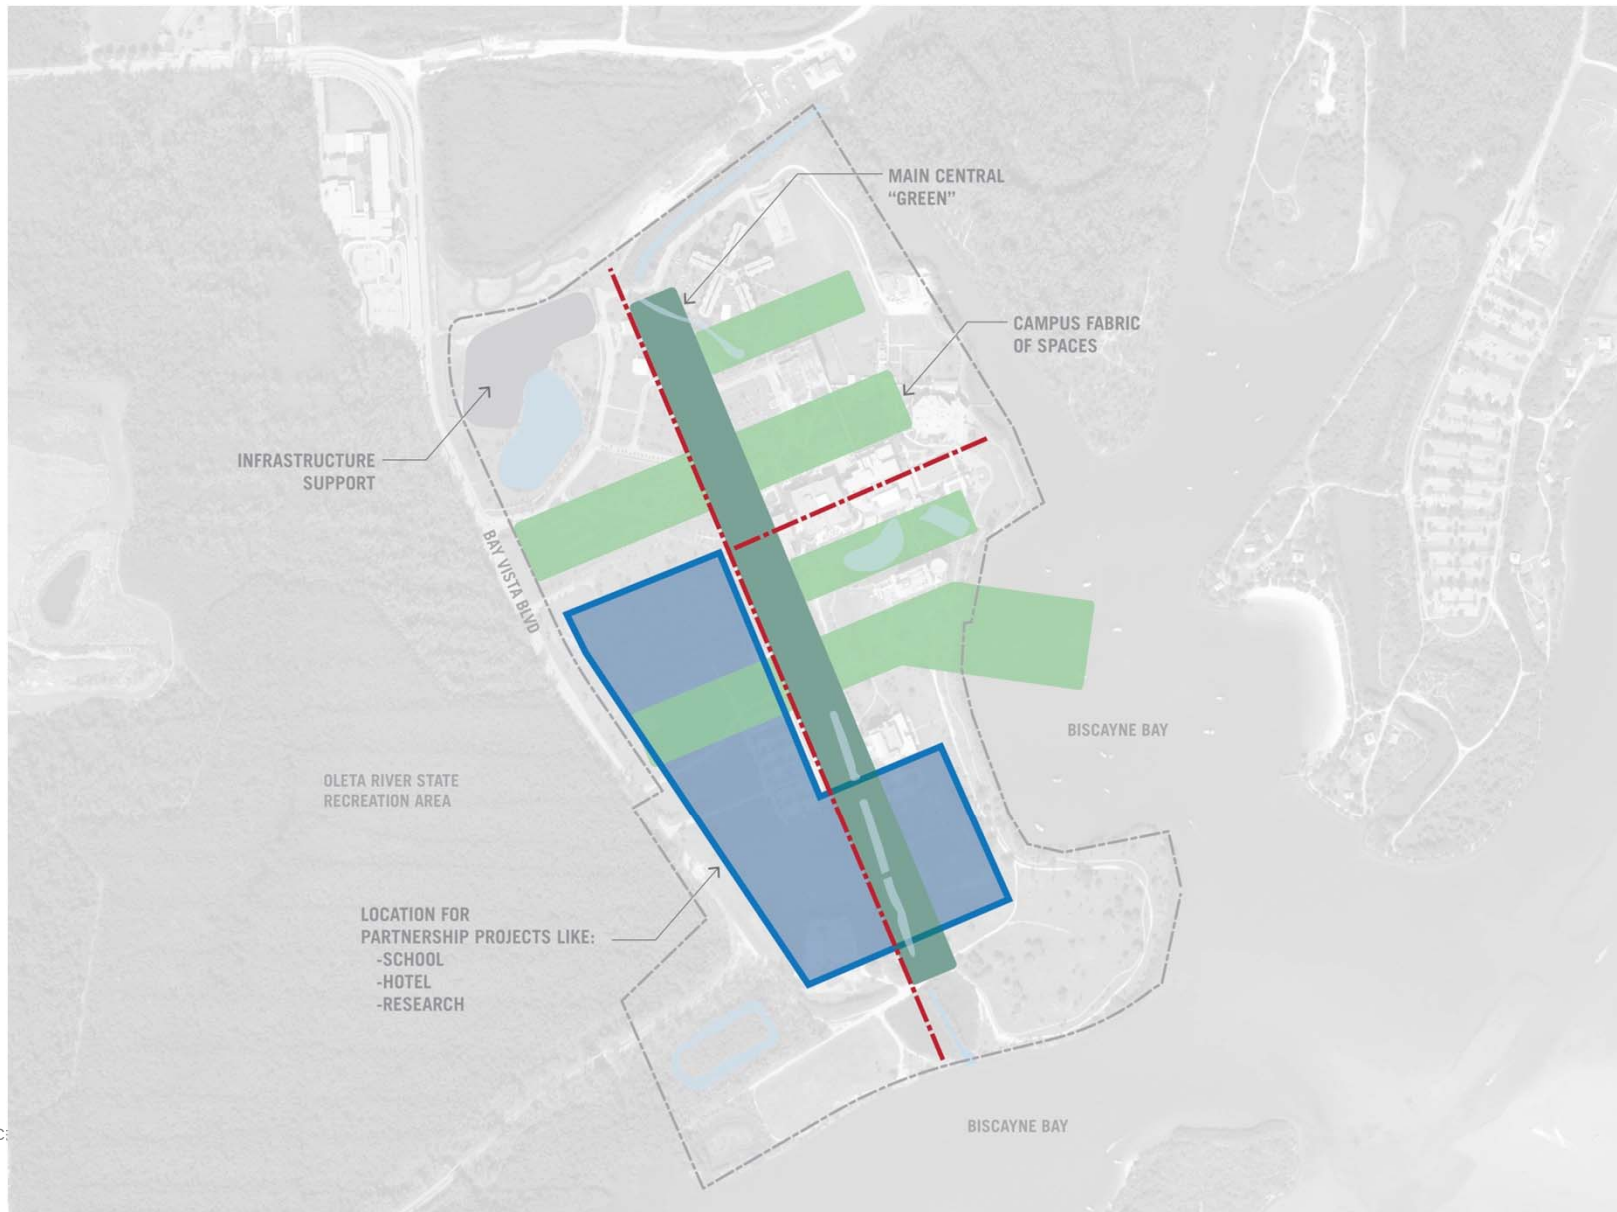 MAIN CENTRAL
“GREEN”
CAMPUS FABRIC
OF SPACES
INFRASTRUCTURE
SUPPORT
BAY VISTA BLVD
BISCAYNE BAY
OLETA RIVER STATE
RECREATION AREA
LOCATION FOR
PARTNERSHIP PROJECTS LIKE:
-SCHOOL
-HOTEL
-RESEARCH
BISCAYNE BAY